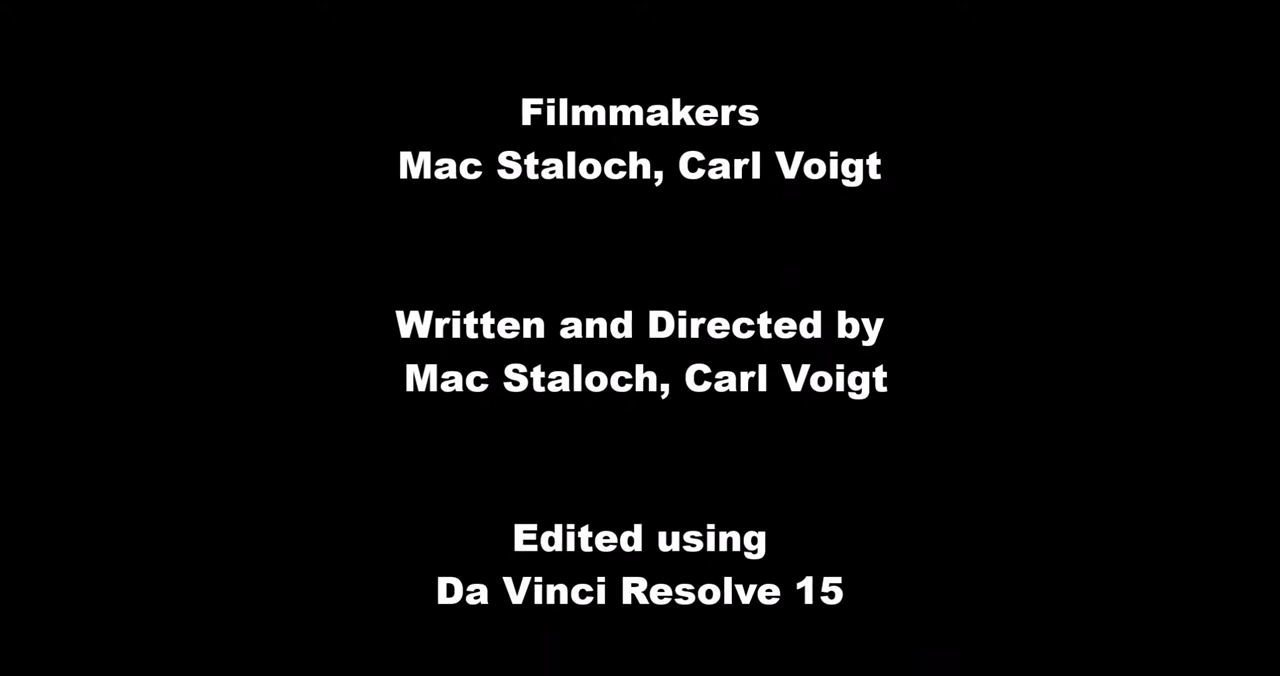 Filmmakers
Mac Staloch, Carl Voigt
Written and Directed by
Mac Staloch, Carl Voigt
Edited using
Da Vinci Resolve 15